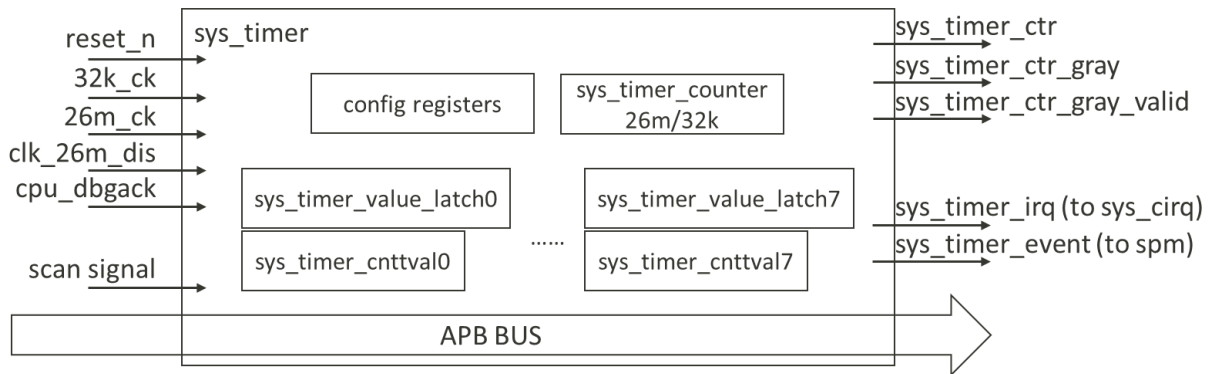 reset_n
32k_ck
26m_ck
clk_26m_dis
cpu_dbgack
scan signal
sys_timer
config registers
sys_timer_counter
26m/32k
sys_timer_value_latch0
sys_timer_cnttval0
......
sys_timer_value_latch7
sys_timer_cnttval7
sys_timer_ctr
sys_timer_ctr_gray
sys_timer_ctr_gray_valid
sys_timer_irq (to sys_cirq)
sys_timer_event (to spm)
APB BUS